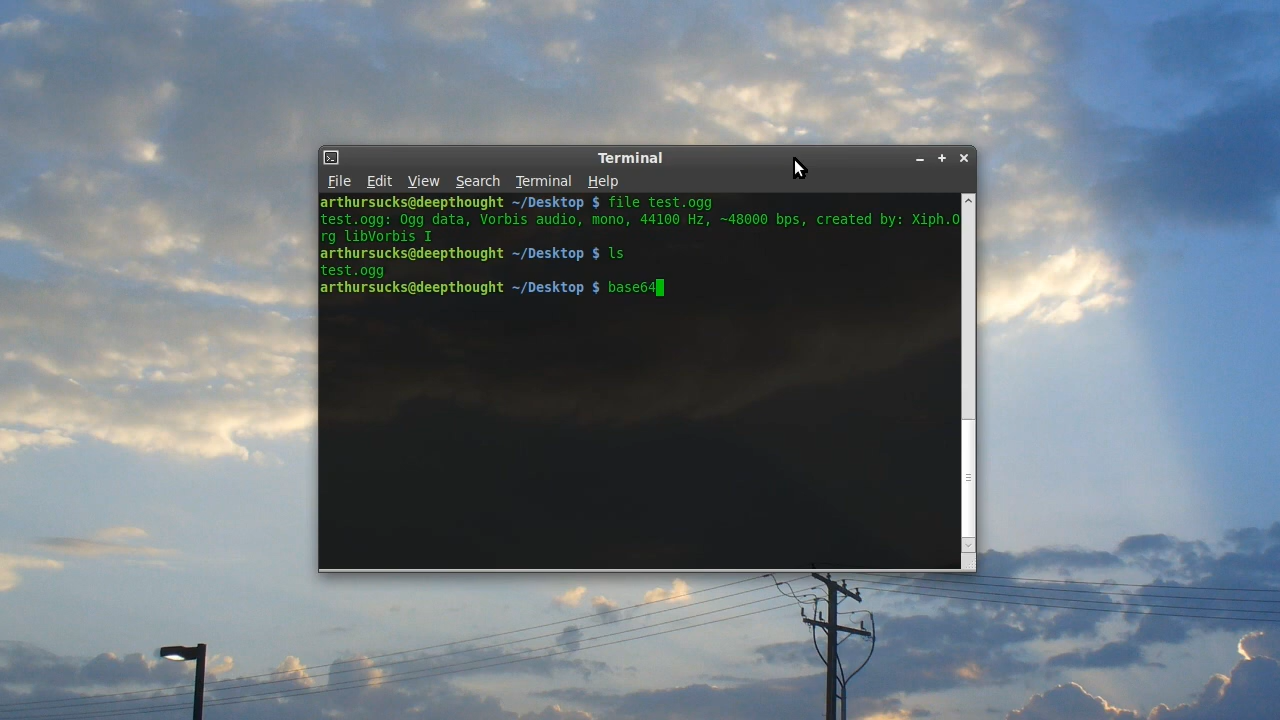 Terminal
File Edit View Search Terminal Help
arthursucks@deepthought ~/Desktop $ file test.ogg
test.ogg: Ogg data, Vorbis audio, mono, 44100 Hz, ~48000 bps, created by: Xiph.O
rg libVorbis I
arthursucks@deepthought ~/Desktop $ ls
test.ogg
arthursucks@deepthought ~/Desktop $ base64